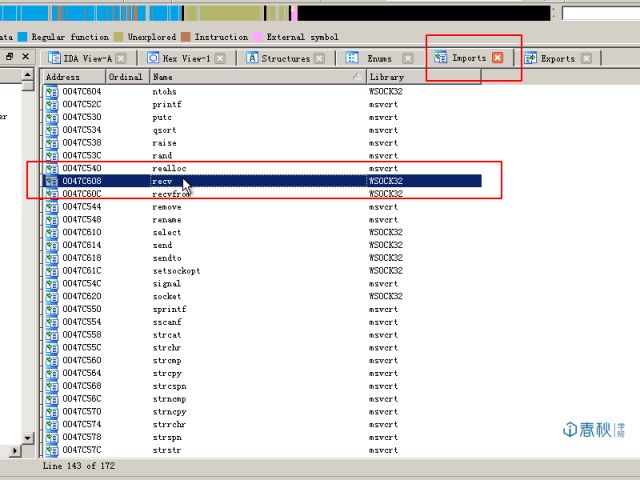 ata Regular function Unexplored Instruction External symbol
IDA View-A Hex View-1 Structures Enums Imports Exports
Address Ordinal Name Library
er
0047C604 ntohs WSOCK32
0047C52C printf msvcrt
0047C530 putc msvcrt
0047C534 qsort msvcrt
0047C538 raise msvcrt
0047C53C rand msvcrt
0047C540 realloc msvcrt
0047C608 recv WSOCK32
0047C60C recvfrom WSOCK32
0047C544 remove msvcrt
0047C548 rename msvcrt
0047C610 select WSOCK32
0047C614 send WSOCK32
0047C618 sendto WSOCK32
0047C61C setsockopt WSOCK32
0047C54C signal msvcrt
0047C620 socket WSOCK32
0047C550 sprintf msvcrt
0047C554 sscanf msvcrt
0047C558 strcat msvcrt
0047C55C strchr msvcrt
0047C560 strcmp msvcrt
0047C564 strcpy msvcrt
0047C568 strcspn msvcrt
0047C56C strncmp msvcrt
0047C570 strncpy msvcrt
0047C574 strrchr msvcrt
0047C578 strspn msvcrt
0047C57C strstr msvcrt
i春秋学院
Line 143 of 172